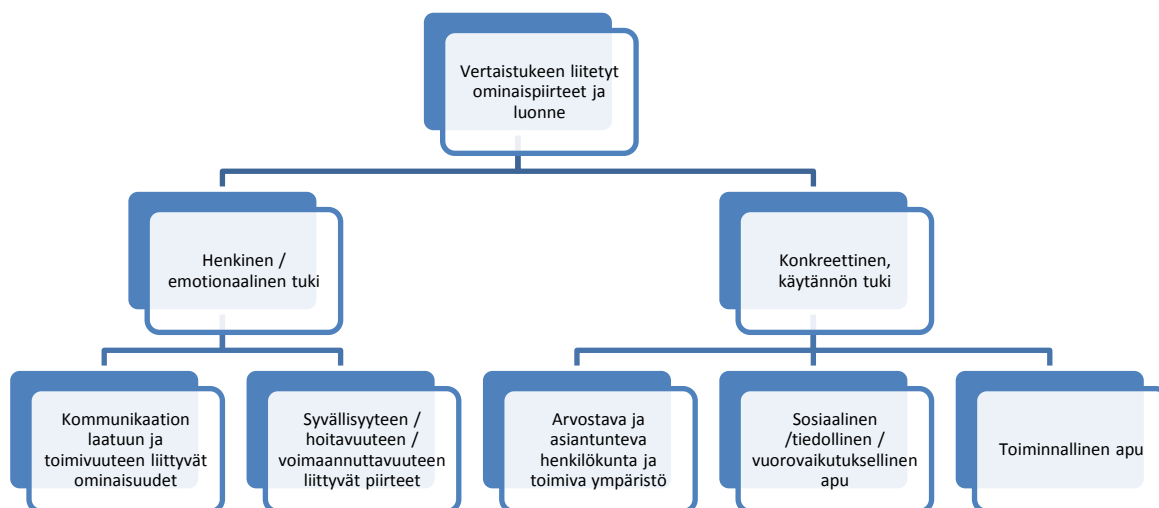 Vertaistukeen liitetyt
ominaispiirteet ja
luonne
Henkinen /
emotionaalinen tuki
Konkreettinen,
käytännön tuki
Kommunikaation
laatuun ja
toimivuuteen liittyvät
ominaisuudet
Syvällisyyteen /
hoitavuuteen /
voimaannuttavuuteen
liittyvät piirteet
Arvostava ja
asiantunteva
henkilökunta ja
toimiva ympäristö
Sosiaalinen
/tiedollinen /
vuorovaikutuksellinen
apu
Toiminnallinen apu